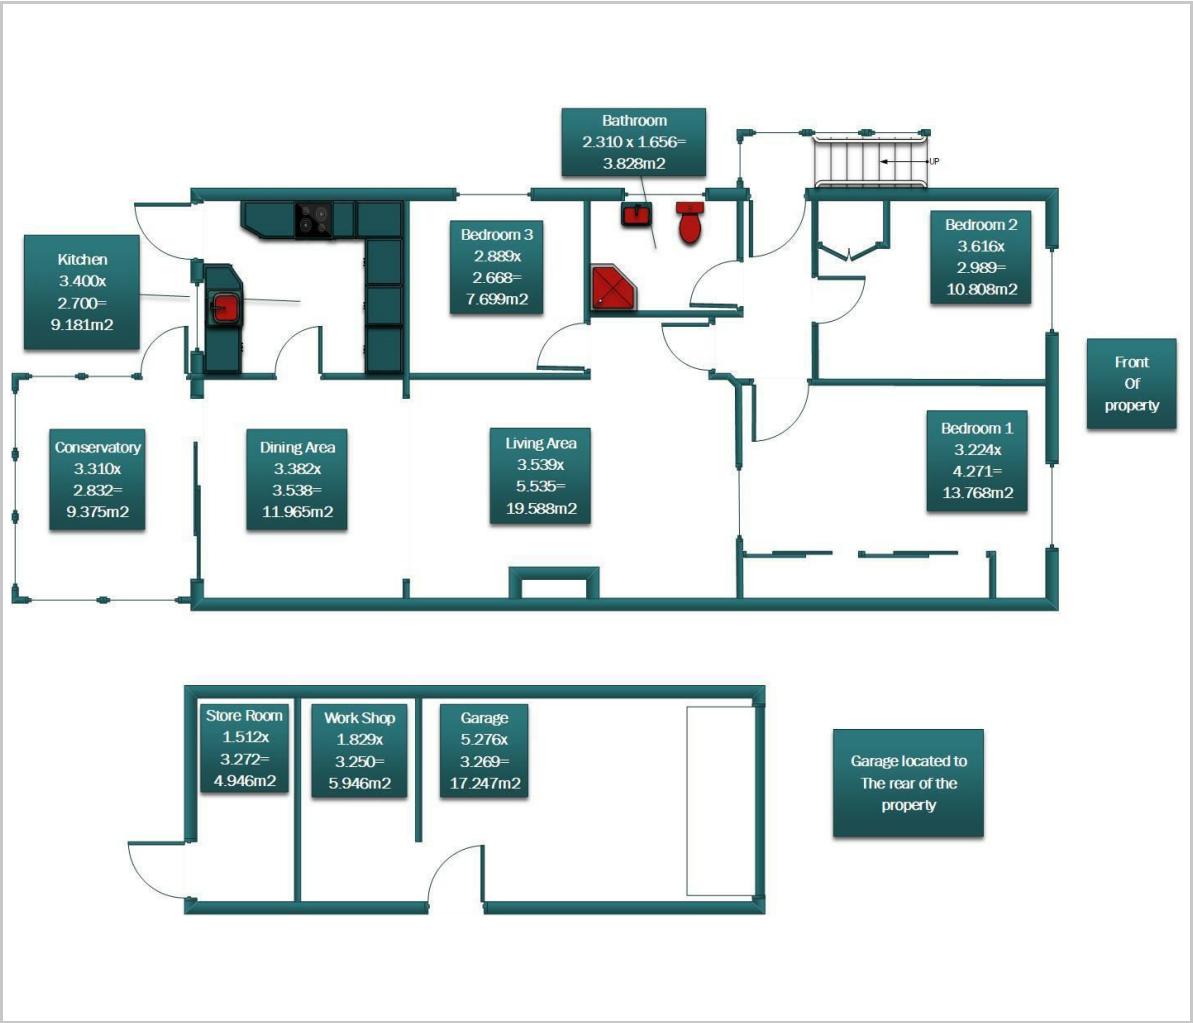 Bathroom
2.310 x 1.656=
3.828m2
UP
Kitchen
3.400x
2.700=
9.181m2
Bedroom 3
2.889x
2.668=
7.699m2
Bedroom 2
3.616x
2.989=
10.808m2
Front
Of
property
Conservatory
3.310x
2.832=
9.375m2
Dining Area
3.382x
3.538=
11.965m2
Living Area
3.539x
5.535=
19.588m2
Bedroom 1
3.224x
4.271=
13.768m2
Store Room
1.512x
3.272=
4.946m2
Work Shop
1.829x
3.250=
5.946m2
Garage
5.276x
3.269=
17.247m2
Garage located to
The rear of the
property